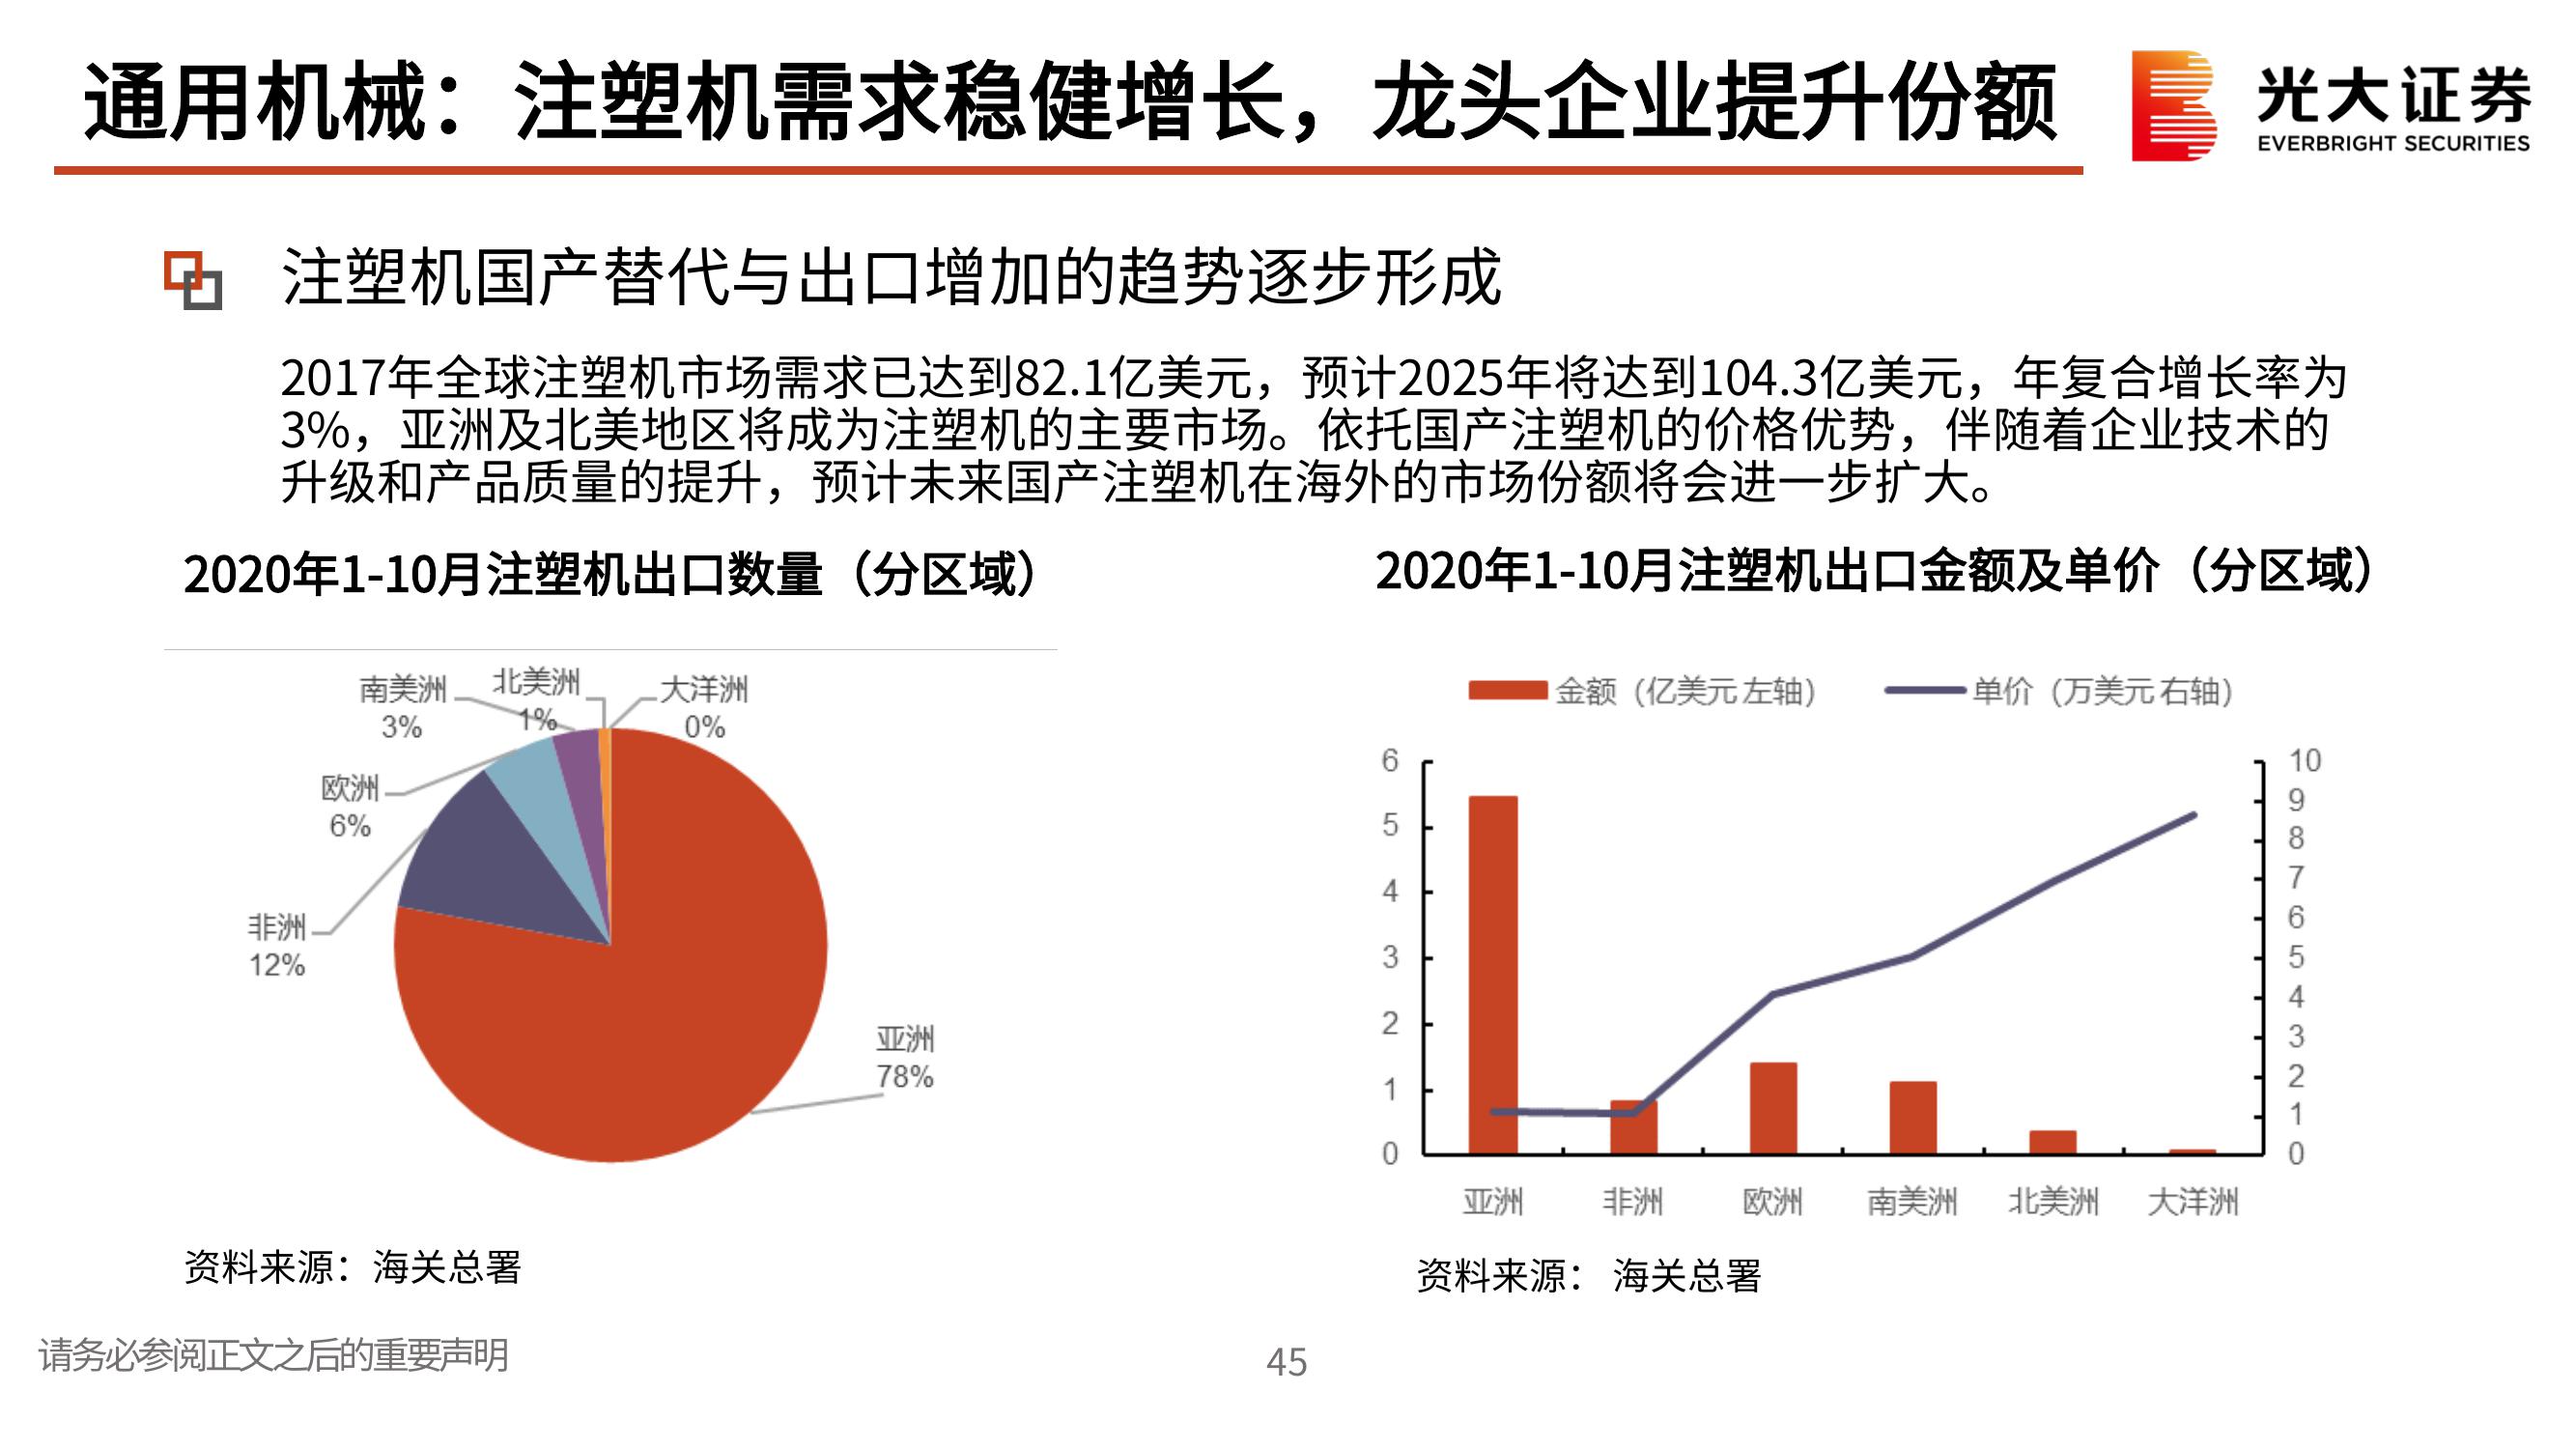 通用机械：注塑机需求稳健增长，龙头企业提升份额
光大证券
EVERBRIGHT SECURITIES
注塑机国产替代与出口增加的趋势逐步形成
2017年全球注塑机市场需求已达到82.1亿美元，预计2025年将达到104.3亿美元，年复合增长率为
3%，亚洲及北美地区将成为注塑机的主要市场。依托国产注塑机的价格优势，伴随着企业技术的
升级和产品质量的提升，预计未来国产注塑机在海外的市场份额将会进一步扩大。
2020年1-10月注塑机出口数量（分区域）
南美洲
3%
北美洲
1%
大洋洲
0%
欧洲
6%
非洲
12%
亚洲
78%
资料来源：海关总署
2020年1-10月注塑机出口金额及单价（分区域）
金额（亿美元 左轴）
单价（万美元 右轴）
6
5
4
3
2
1
0
10
9
8
7
6
5
4
3
2
1
0
亚洲
非洲
欧洲
南美洲
北美洲
大洋洲
资料来源： 海关总署
请务必参阅正文之后的重要声明
45